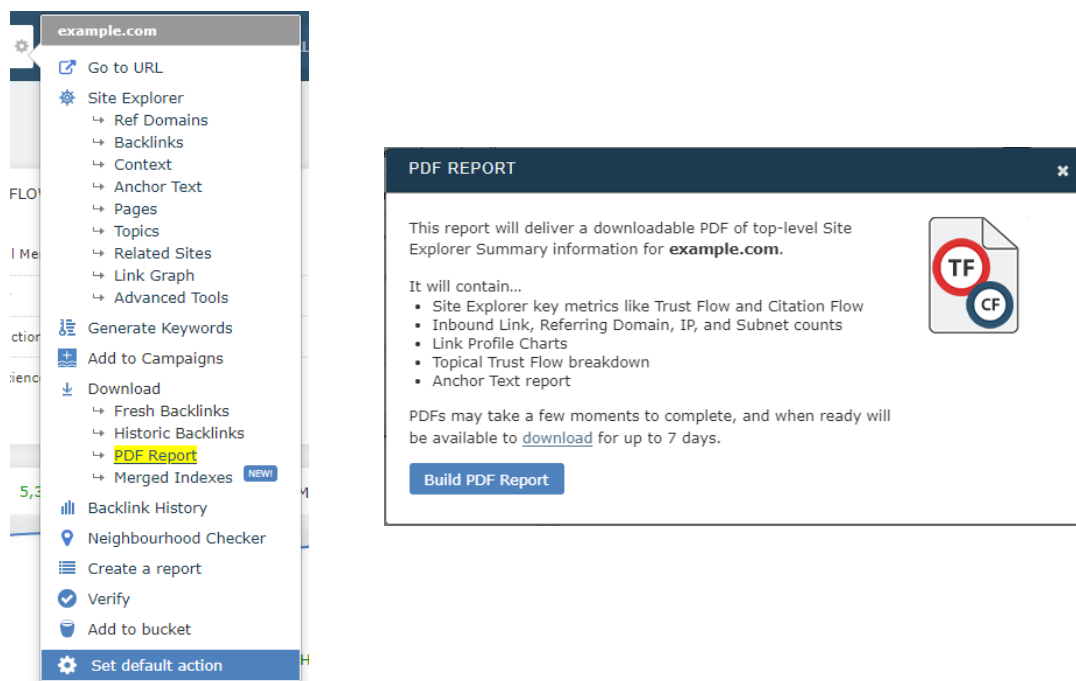 example.com
Go to URL
Site Explorer
Ref Domains
Backlinks
Context
Anchor Text
Pages
Topics
Related Sites
Link Graph
Advanced Tools
Generate Keywords
Add to Campaigns
Download
Fresh Backlinks
Historic Backlinks
PDF Report
Merged Indexes NEW!
Backlink History
Neighbourhood Checker
Create a report
Verify
Add to bucket
Set default action
PDF REPORT
This report will deliver a downloadable PDF of top-level Site
Explorer Summary information for example.com.
It will contain...
• Site Explorer key metrics like Trust Flow and Citation Flow
• Inbound Link, Referring Domain, IP, and Subnet counts
• Link Profile Charts
• Topical Trust Flow breakdown
• Anchor Text report
PDFs may take a few moments to complete, and when ready will
be available to download for up to 7 days.
Build PDF Report
TF
CF